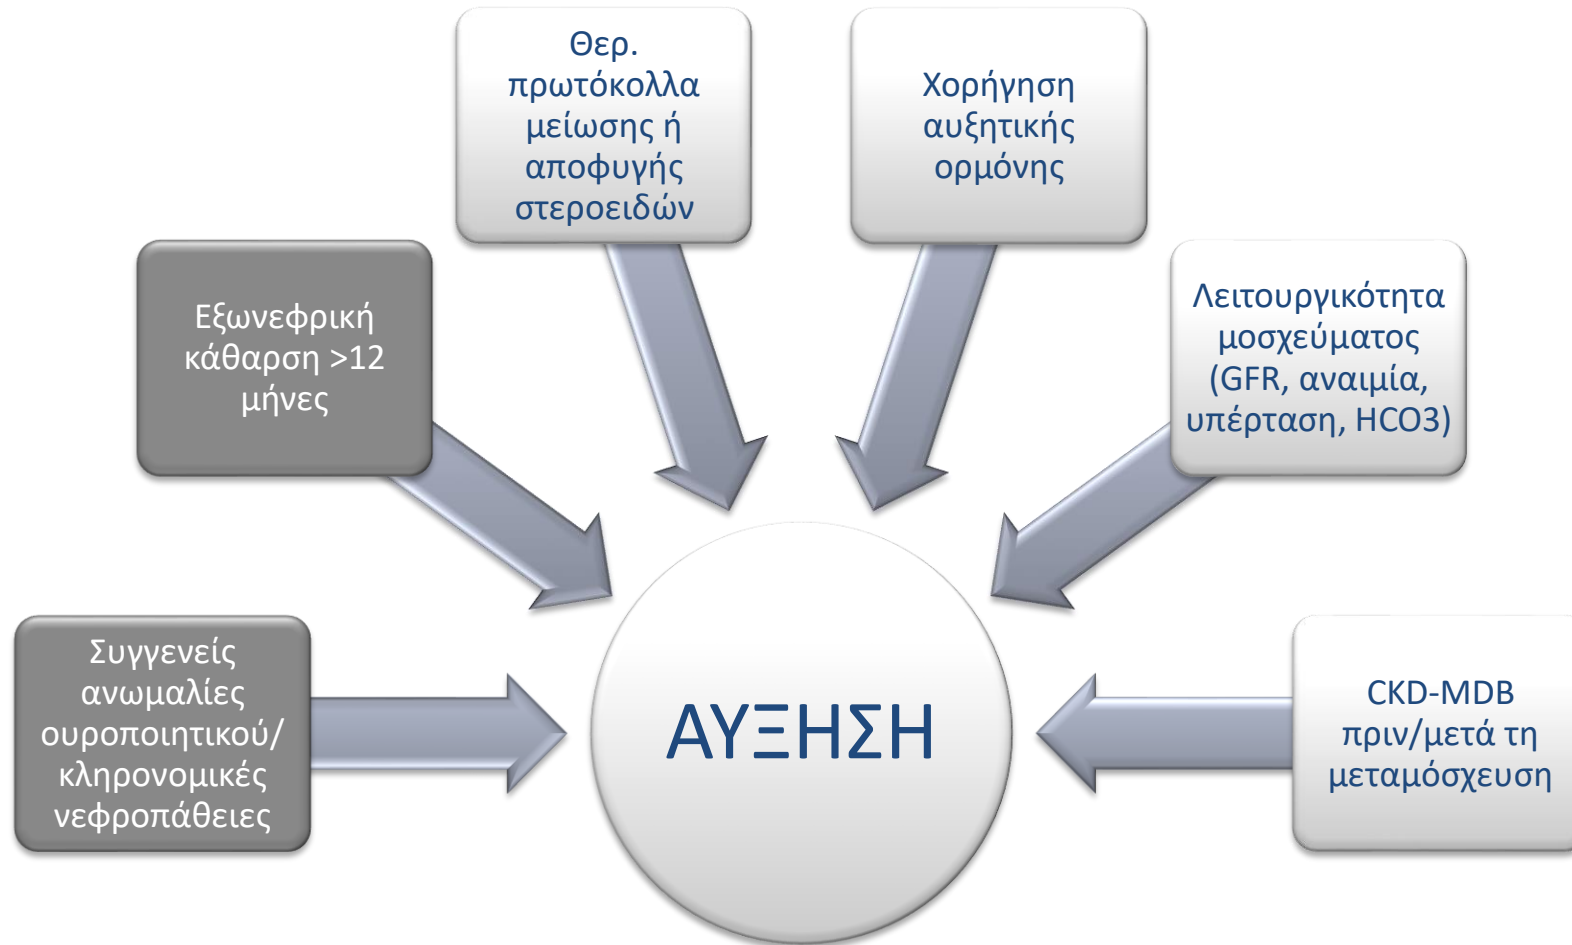 Θερ.
πρωτόκολλα
μείωσης ή
αποφυγής
στεροειδών
Χορήγηση
αυξητικής
ορμόνης
Εξωνεφρική
κάθαρση >12
μήνες
Λειτουργικότητα
μοσχεύματος
(GFR, αναιμία,
υπέρταση, HCO3)
Συγγενείς
ανωμαλίες
ουροποιητικού/
κληρονομικές
νεφροπάθειες
ΑΥΞΗΣΗ
CKD-MDB
πριν/μετά τη
μεταμόσχευση